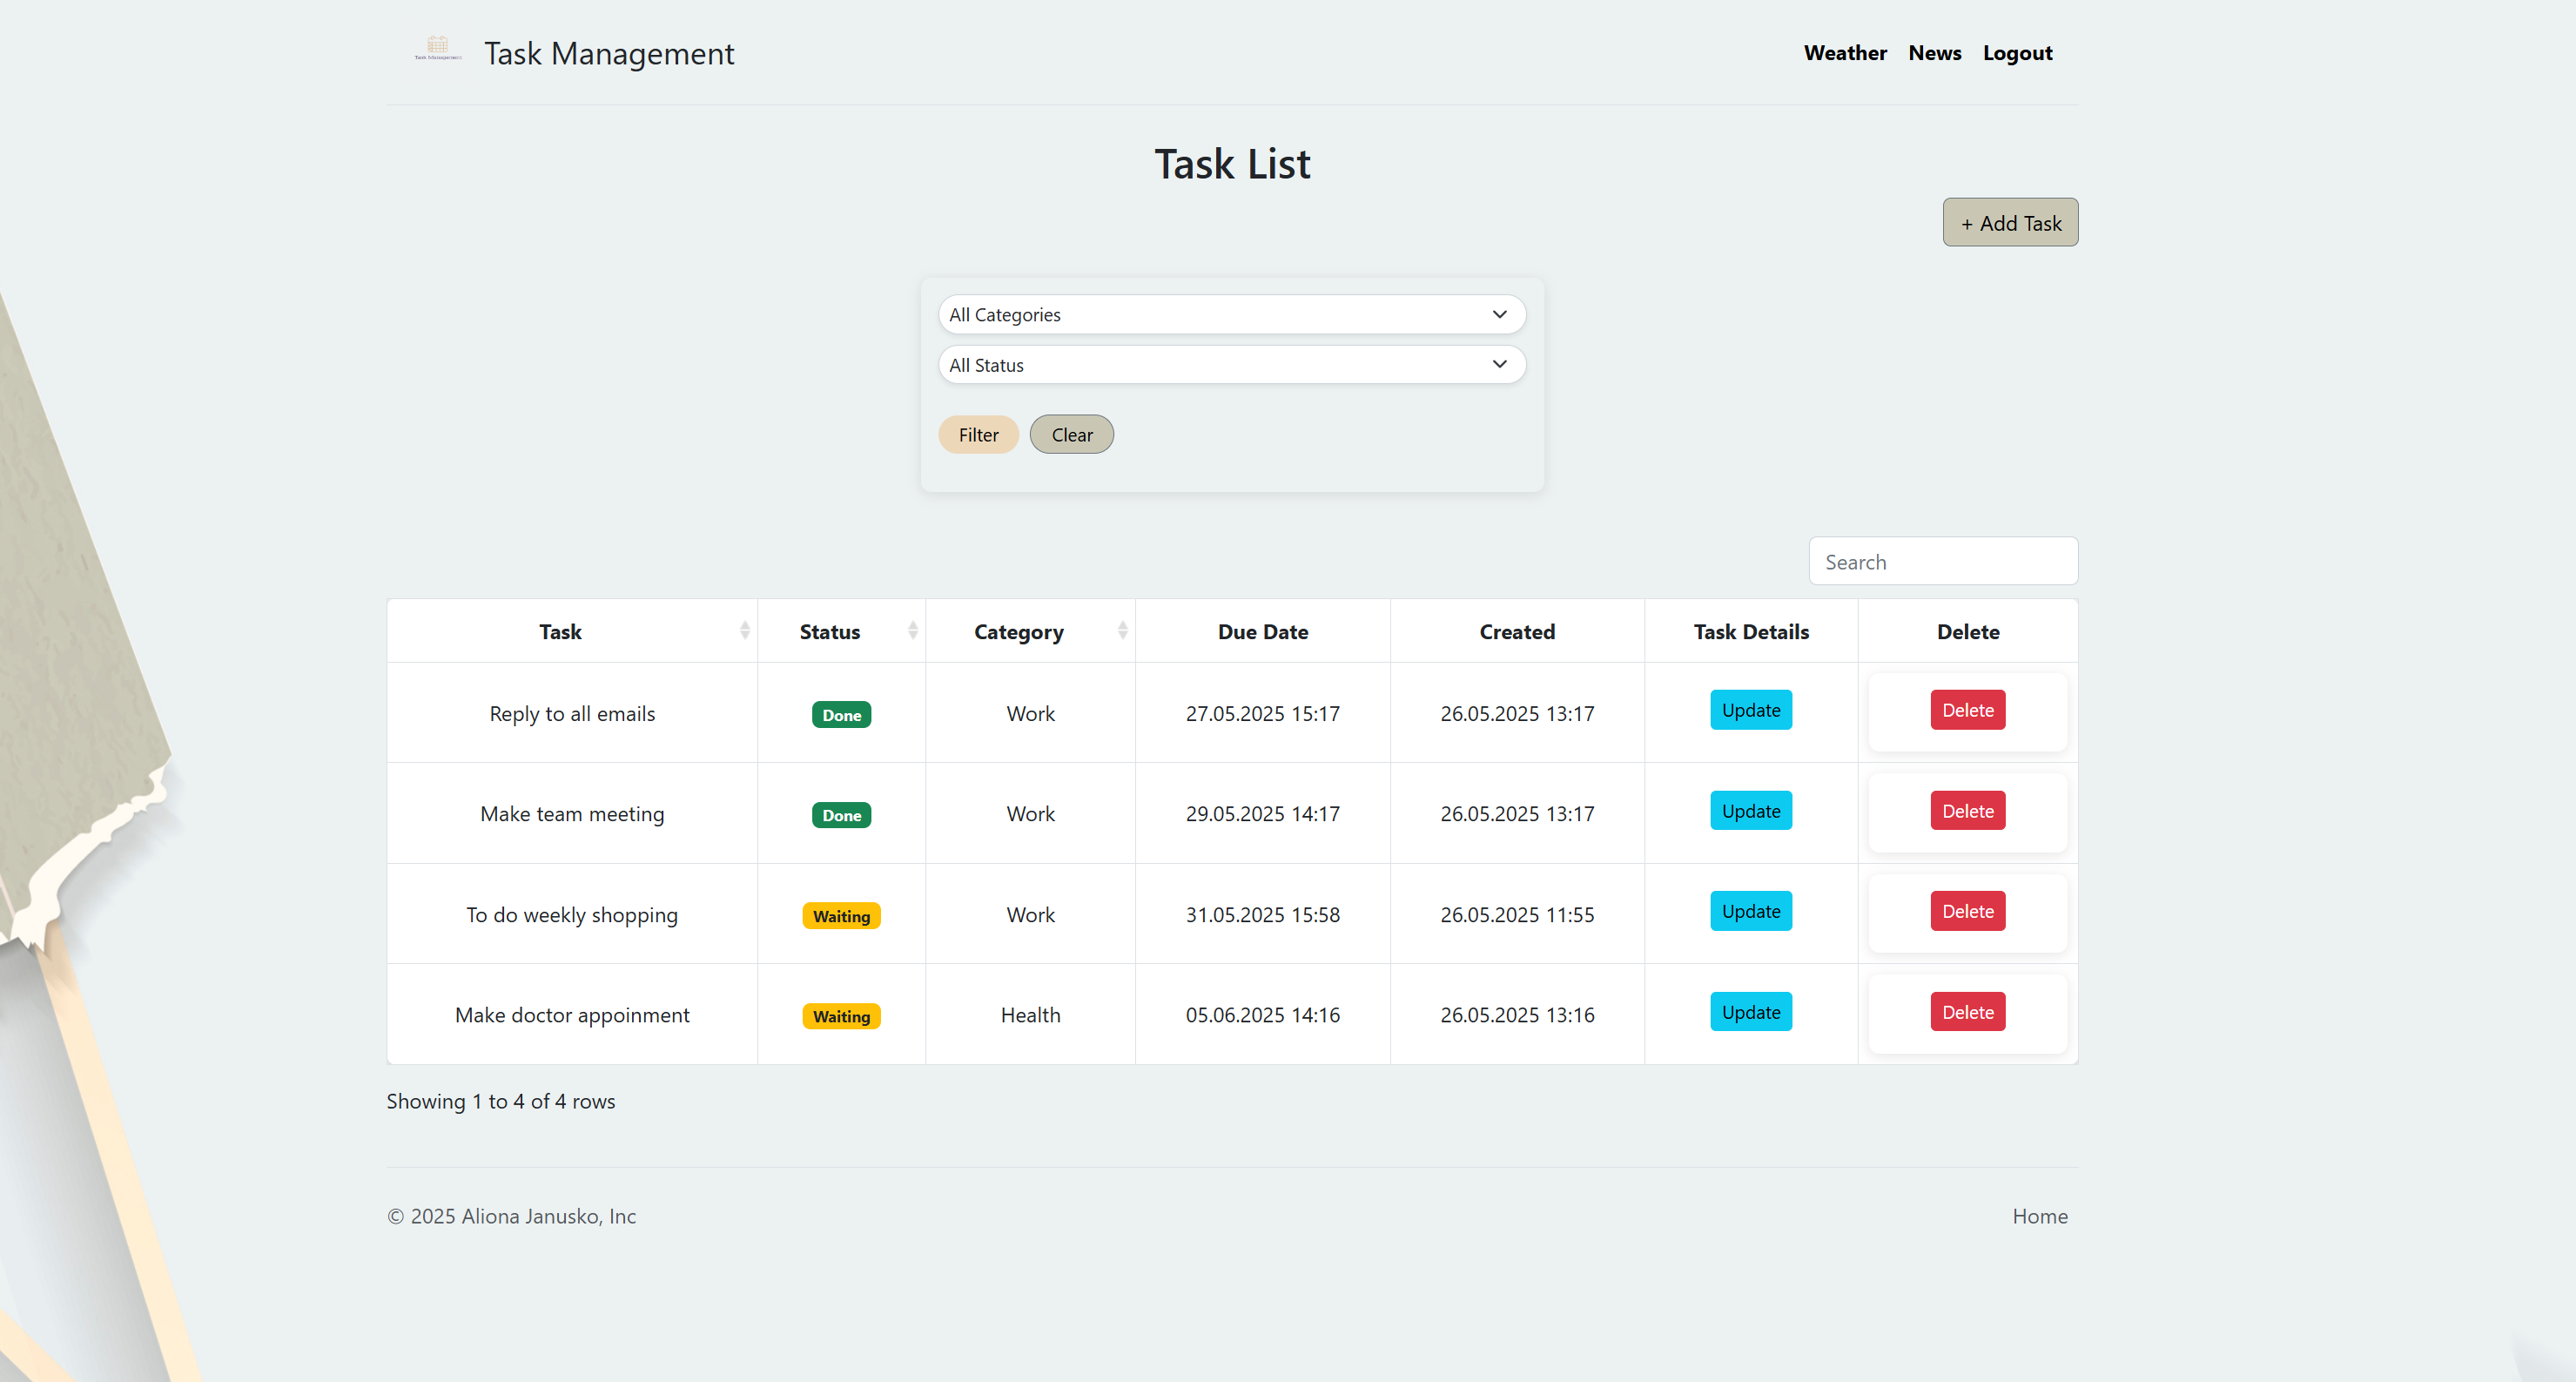 Task Management
Task Management
Weather News Logout
Task List
+ Add Task
All Categories
All Status
Filter Clear
Search
Task Status Category Due Date Created Task Details Delete
Reply to all emails Done Work 27.05.2025 15:17 26.05.2025 13:17 Update Delete
Make team meeting Done Work 29.05.2025 14:17 26.05.2025 13:17 Update Delete
To do weekly shopping Waiting Work 31.05.2025 15:58 26.05.2025 11:55 Update Delete
Make doctor appoinment Waiting Health 05.06.2025 14:16 26.05.2025 13:16 Update Delete
Showing 1 to 4 of 4 rows
© 2025 Aliona Janusko, Inc
Home